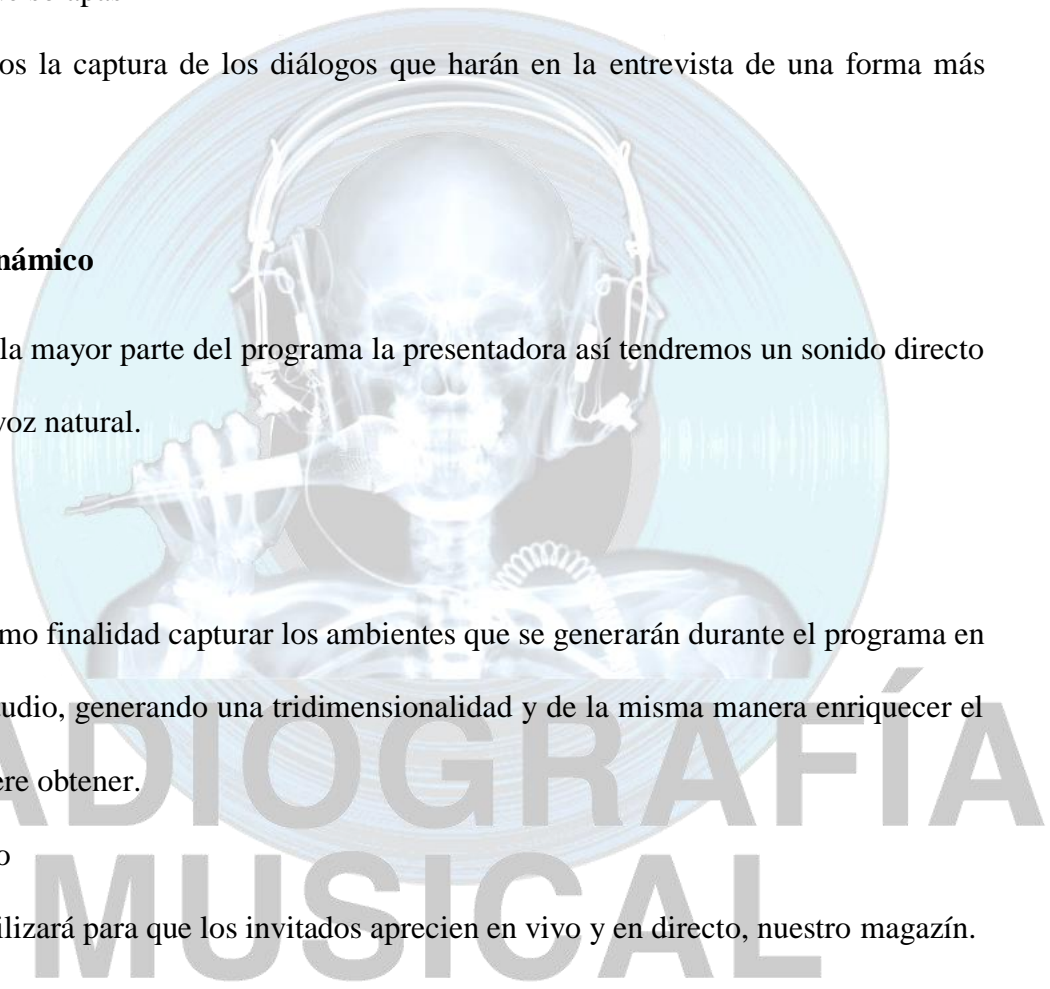 os la captura de los diálogos que harán en la entrevista de una forma más
námico
la mayor parte del programa la presentadora así tendremos un sonido directo
voz natural.
mo finalidad capturar los ambientes que se generarán durante el programa en
tudio, generando una tridimensionalidad y de la misma manera enriquecer el
ere obtener.
o
ilizará para que los invitados aprecien en vivo y en directo, nuestro magazín.
ADIOGRAFÍA
MUSICAL